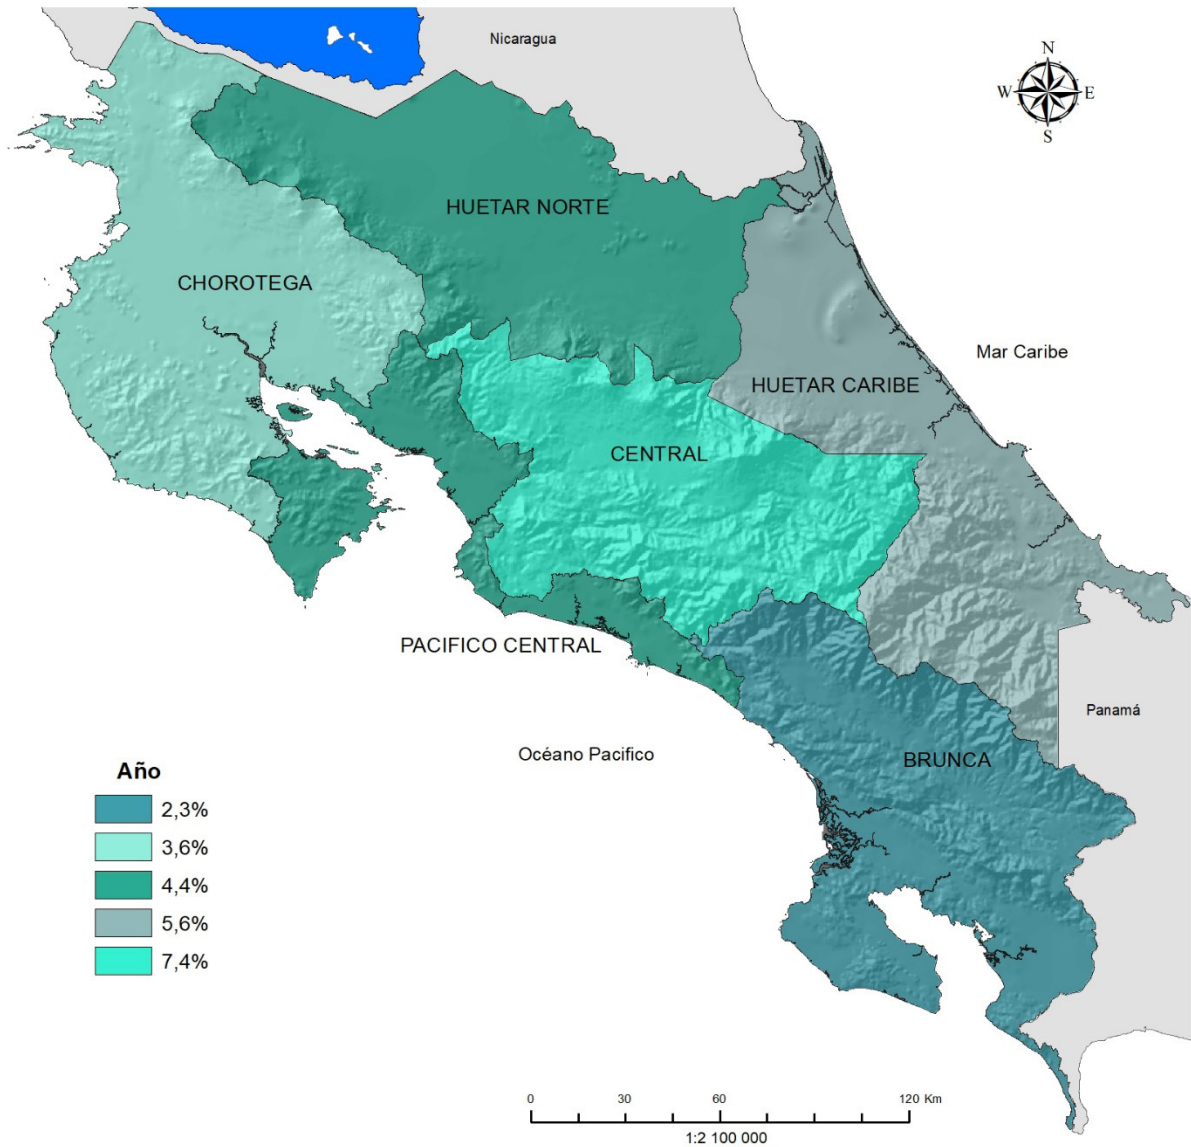 Nicaragua
N
W
E
S
HUETAR NORTE
CHOROTEGA
Mar Caribe
HUETAR CARIBE
CENTRAL
PACIFICO CENTRAL
Panamá
Océano Pacifico
BRUNCA
Año
2,3%
3,6%
4,4%
5,6%
7,4%
0 30 60 120 Km
1:2 100 000